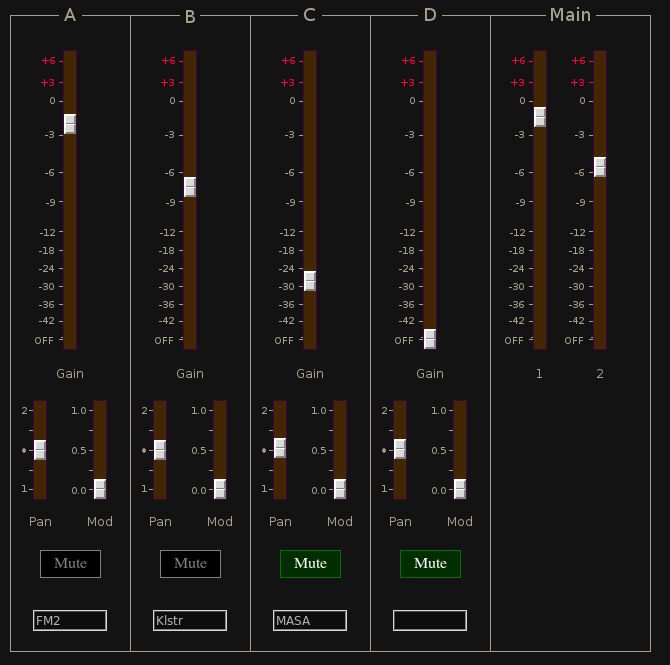 A B C D Main
+6 +6 +6 +6 +6 +6
+3 +3 +3 +3 +3 +3
0 0 0 0 0 0
-3 -3 -3 -3 -3 -3
-6 -6 -6 -6 -6 -6
-9 -9 -9 -9 -9 -9
-12 -12 -12 -12 -12 -12
-18 -18 -18 -18 -18 -18
-24 -24 -24 -24 -24 -24
-30 -30 -30 -30 -30 -30
-36 -36 -36 -36 -36 -36
-42 -42 -42 -42 -42 -42
OFF OFF OFF OFF OFF OFF
Gain Gain Gain Gain 1 2
2 1.0 2 1.0 2 1.0 2 1.0
0.5 0.5 0.5 0.5
1 0.0 1 0.0 1 0.0 1 0.0
Pan Mod Pan Mod Pan Mod Pan Mod
Mute Mute Mute Mute
FM2 Klstr MASA